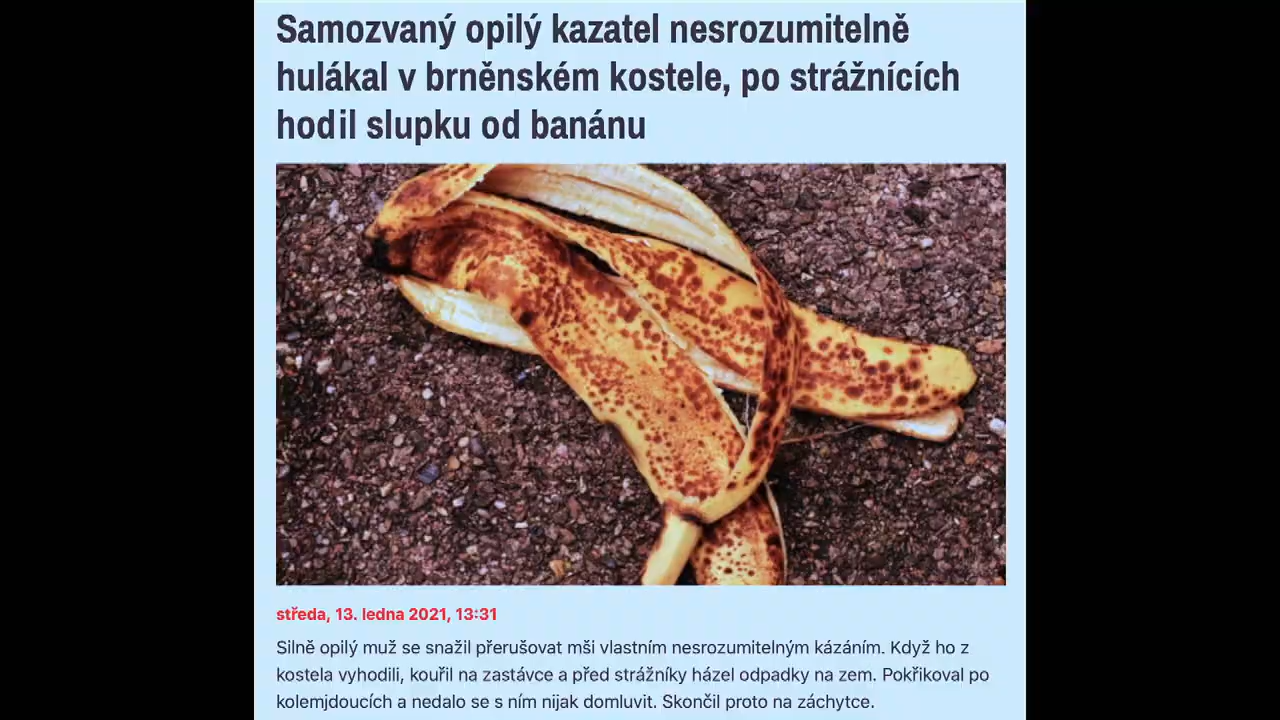 Samozvaný opilý kazatel nesrozumitelně
hulákal v brněnském kostele, po strážnících
hodil slupku od banánu
středa, 13. ledna 2021, 13:31
Silně opilý muž se snažil přerušovat mši vlastním nesrozumitelným kázáním. Když ho z
kostela vyhodili, kouřil na zastávce a před strážníky házel odpadky na zem. Pokřikoval po
kolemjdoucích a nedalo se s ním nijak domluvit. Skončil proto na záchytce.